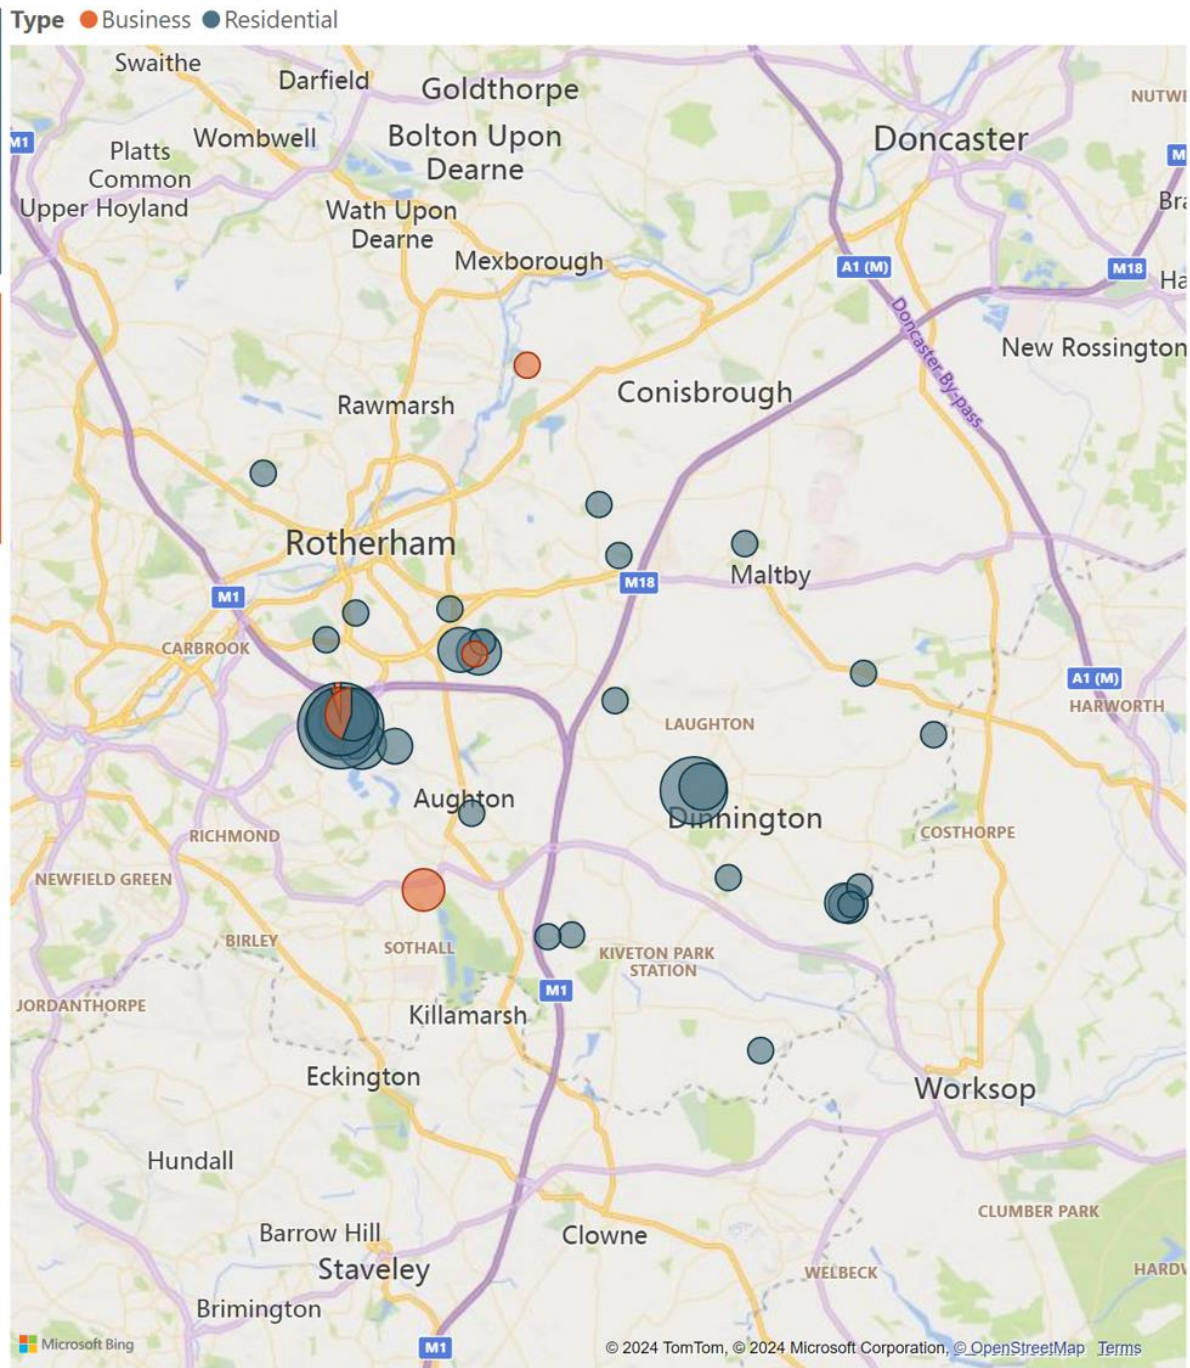 Type Business Residential
Swaithe
Darfield
Goldthorpe
NUTWE
Wombwell
Bolton Upon
Dearne
Doncaster
M1
Platts
Common
M
Upper Hoyland
Wath Upon
Dearne
Bra
Mexborough
A1 (M)
M18
Ha
Doncaster By-pass
New Rossington
Conisbrough
Rawmarsh
Rotherham
M18
Maltby
M1
CARBROOK
A1 (M)
HARWORTH
LAUGHTON
Aughton
Dinnington
RICHMOND
COSTHORPE
NEWFIELD GREEN
BIRLEY
SOTHALL
KIVETON PARK
STATION
M1
JORDANTHORPE
Killamarsh
Eckington
Worksop
Hundall
CLUMBER PARK
Barrow Hill
Clowne
Staveley
WELBECK
HARDW
Brimington
Microsoft Bing
M1
© 2024 TomTom, © 2024 Microsoft Corporation, © OpenStreetMap Terms